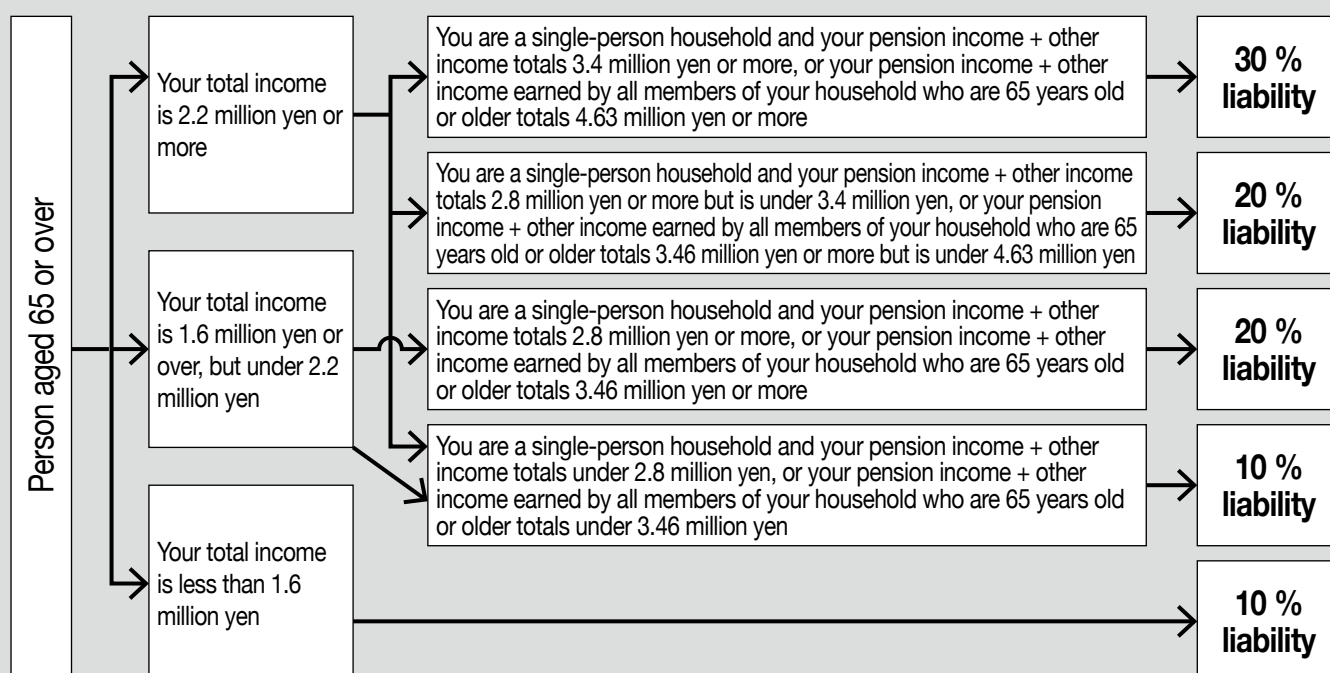 Person aged 65 or over
Your total income
is 2.2 million yen or
more
You are a single-person household and your pension income + other
income totals 3.4 million yen or more, or your pension income + other
income earned by all members of your household who are 65 years old
or older totals 4.63 million yen or more
30 %
liability
You are a single-person household and your pension income + other income
totals 2.8 million yen or more but is under 3.4 million yen, or your pension
income + other income earned by all members of your household who are 65
years old or older totals 3.46 million yen or more but is under 4.63 million yen
20 %
liability
Your total income
is 1.6 million yen or
over, but under 2.2
million yen
You are a single-person household and your pension income + other
income totals 2.8 million yen or more, or your pension income + other
income earned by all members of your household who are 65 years old
or older totals 3.46 million yen or more
20 %
liability
You are a single-person household and your pension income + other
income totals under 2.8 million yen, or your pension income + other
income earned by all members of your household who are 65 years old
or older totals under 3.46 million yen
10 %
liability
Your total income
is less than 1.6
million yen
10 %
liability